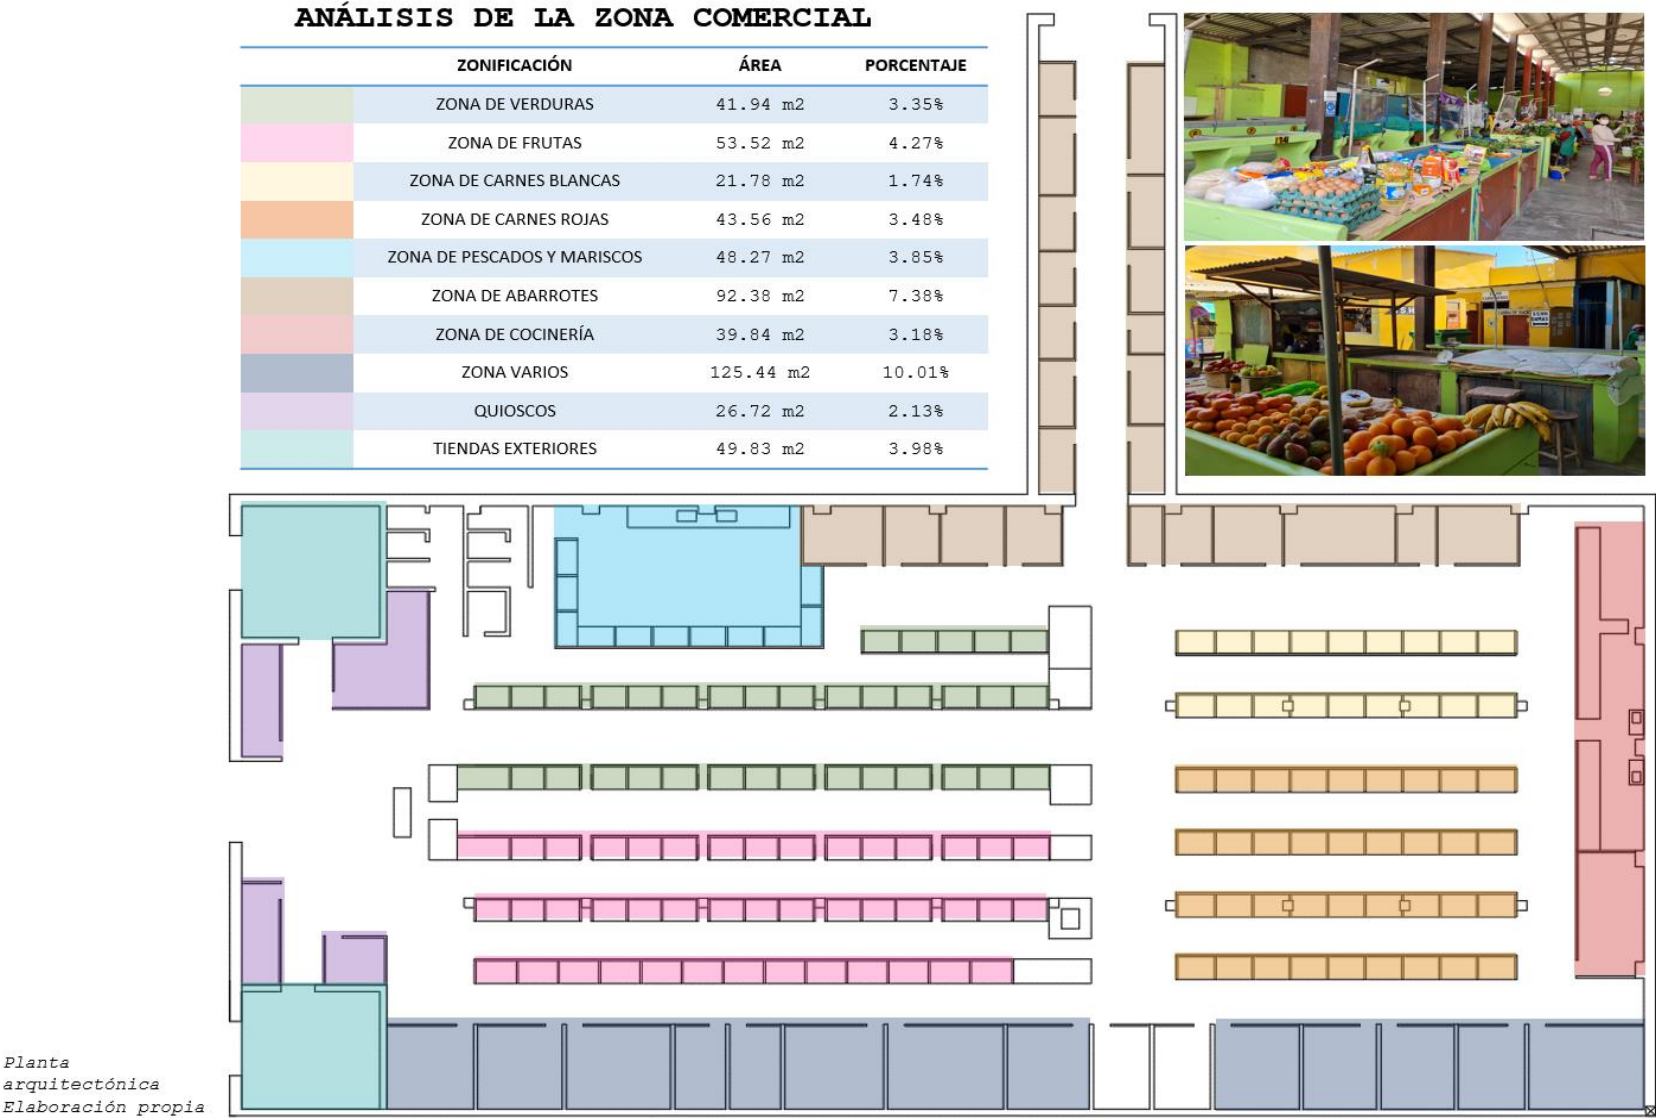 ANÁLISIS DE LA ZONA COMERCIAL
ZONIFICACIÓN ÁREA PORCENTAJE
ZONA DE VERDURAS 41.94 m2 3.35%
ZONA DE FRUTAS 53.52 m2 4.27%
ZONA DE CARNES BLANCAS 21.78 m2 1.74%
ZONA DE CARNES ROJAS 43.56 m2 3.48%
ZONA DE PESCADOS Y MARISCOS 48.27 m2 3.85%
ZONA DE ABARROTES 92.38 m2 7.38%
ZONA DE COCINERÍA 39.84 m2 3.18%
ZONA VARIOS 125.44 m2 10.01%
QUIOSCOS 26.72 m2 2.13%
TIENDAS EXTERIORES 49.83 m2 3.98%
Planta
arquitectónica
Elaboración propia